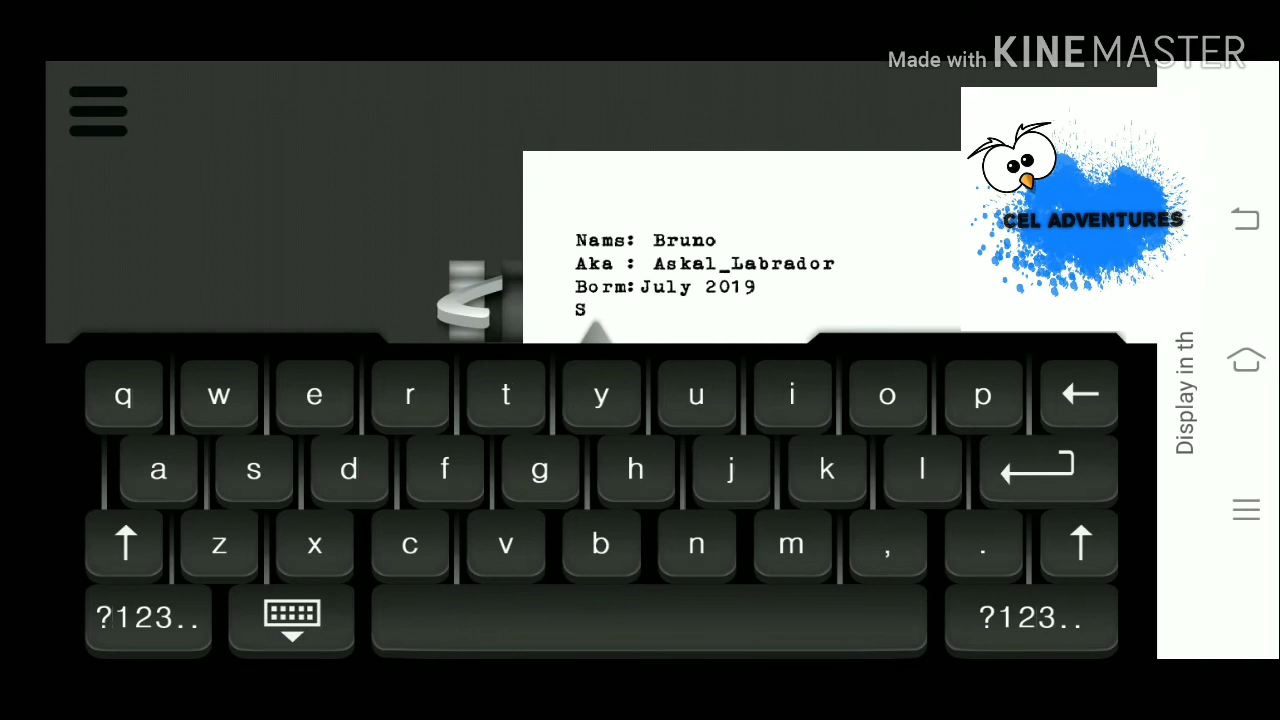 Made with KINEMASTER
CEL ADVENTURES
Nams: Bruno
Aka : Askal_Labrador
Borm:July 2019
S
Display in th
q w e r t y u i o p
a s d f g h j k l
z x c v b n m , .
?123.. ?123..